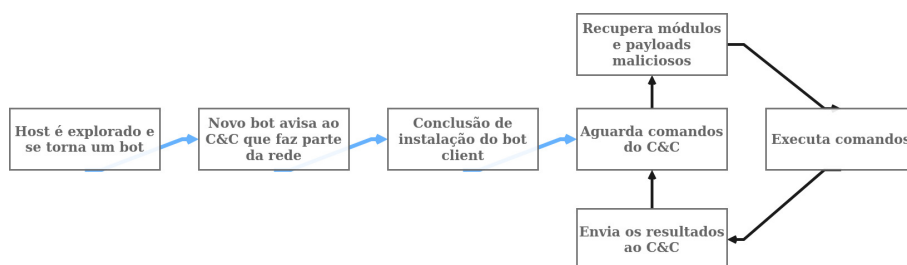 Recupera módulos
e payloads
maliciosos
Host é explorado e
se torna um bot
Novo bot avisa ao
C&C que faz parte
da rede
Conclusão de
instalação do bot
client
Aguarda comandos
do C&C
Executa comandos
Envia os resultados
ao C&C